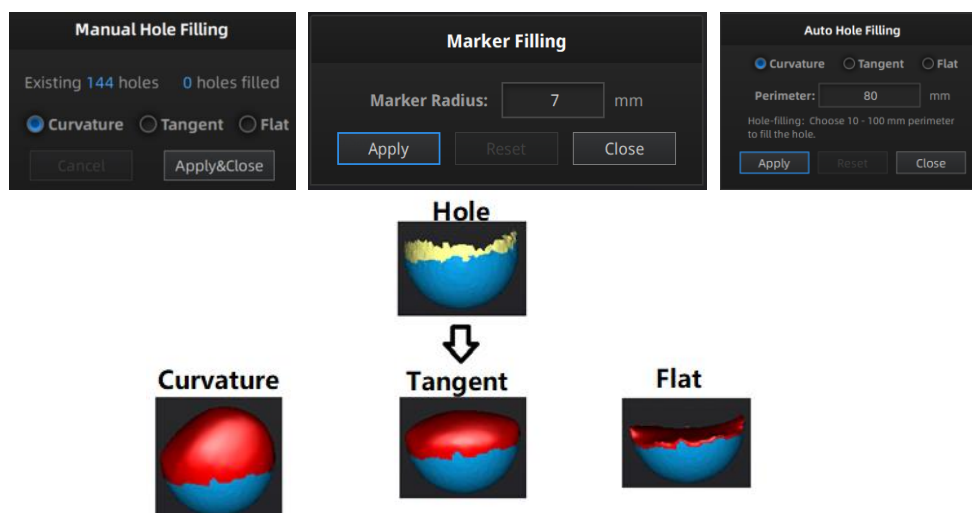 Manual Hole Filling
Existing 144 holes 0 holes filled
Curvature Tangent Flat
Cancel Apply&Close
Marker Filling
Marker Radius: 7 mm
Apply Reset Close
Auto Hole Filling
Curvature Tangent Flat
Perimeter: 80 mm
Hole-filling: Choose 10 - 100 mm perimeter
to fill the hole.
Apply Reset Close
Hole
Curvature Tangent Flat